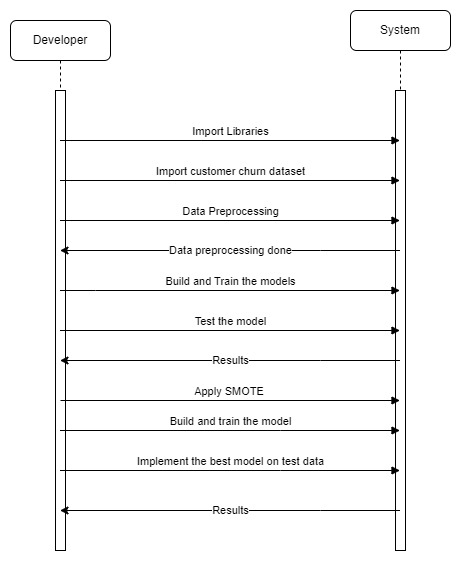 Developer
System
Import Libraries
Import customer churn dataset
Data Preprocessing
Data preprocessing done
Build and Train the models
Test the model
Results
Apply SMOTE
Build and train the model
Implement the best model on test data
Results